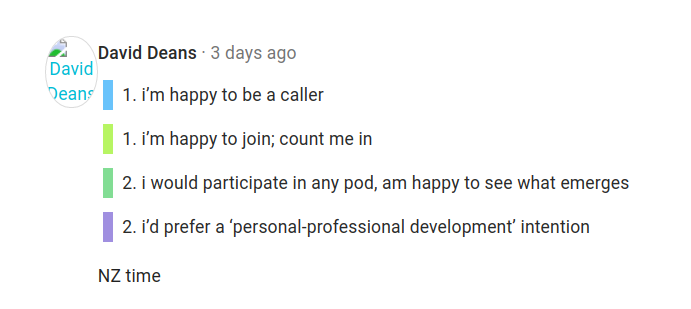 David Deans · 3 days ago
David
Deans
1. i’m happy to be a caller
1. i’m happy to join; count me in
2. i would participate in any pod, am happy to see what emerges
2. i’d prefer a ‘personal-professional development’ intention
NZ time